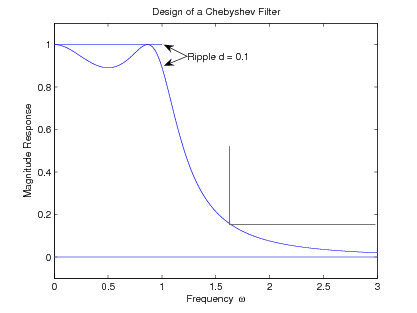 Design of a Chebyshev Filter
Ripple d = 0.1
Magnitude Response
1
0.8
0.6
0.4
0.2
0
0 0.5 1 1.5 2 2.5 3
Frequency ω